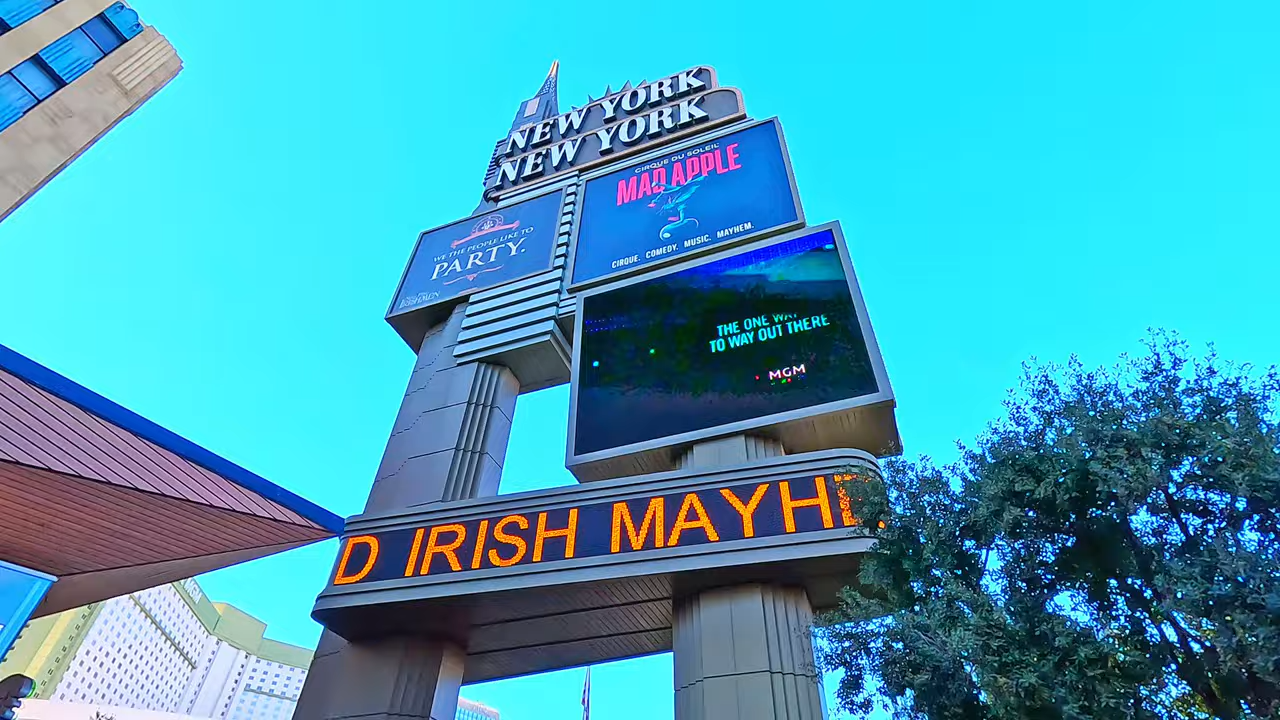 NEW YORK
NEW YORK
CIRQUE DU SOLEIL
MAD APPLE
CIRQUE. COMEDY. MUSIC. MAYHEM.
WE THE PEOPLE LIKE TO
PARTY.
THE ONE WAY
TO WAY OUT THERE
MGM
D IRISH MAYHE